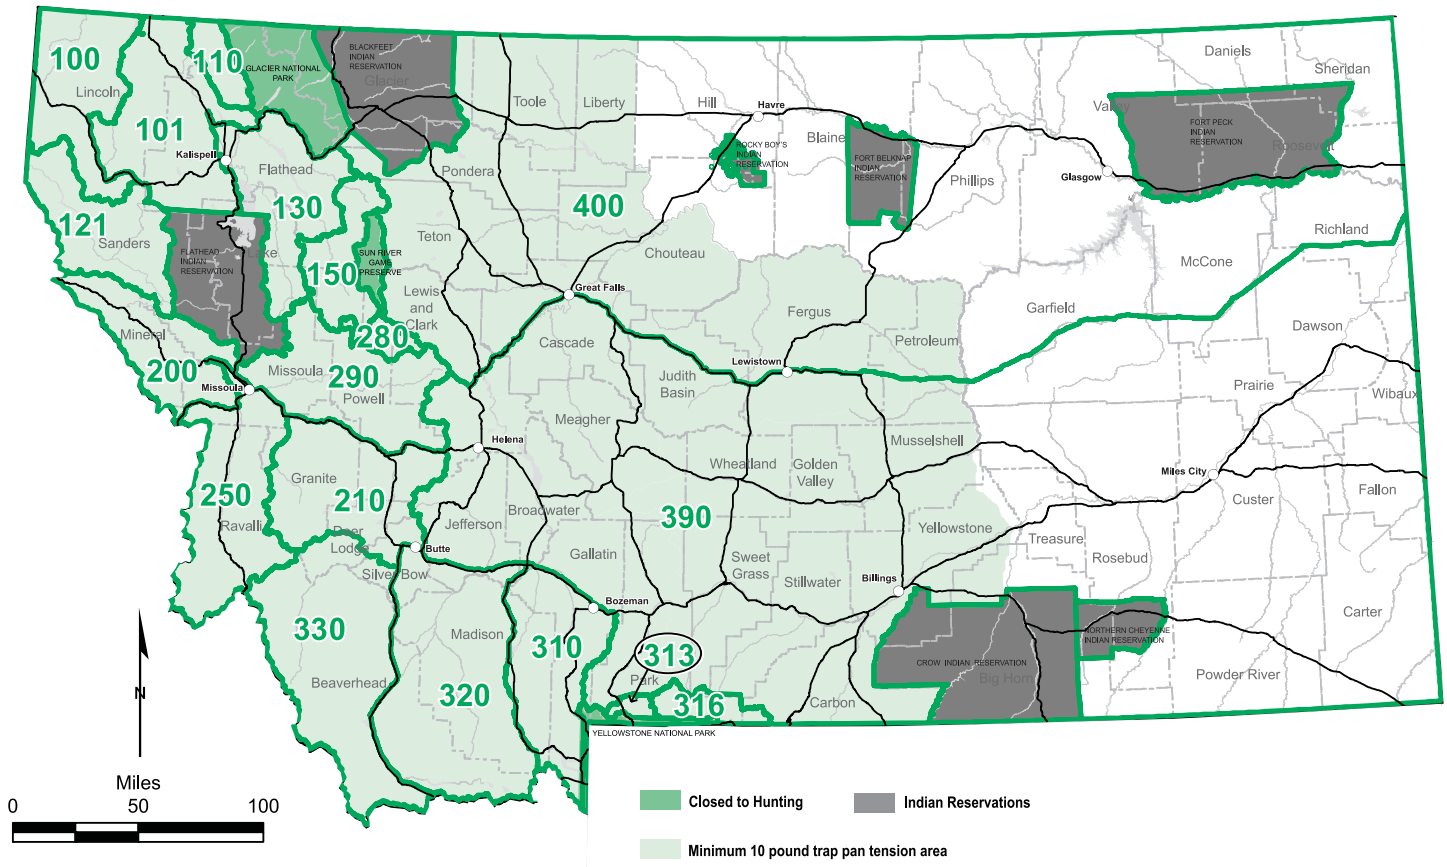 100
Lincoln
101
110
GLACIER NATIONAL
PARK
BLACKFEET
INDIAN
RESERVATION
Glacier
Toole
Liberty
Hill
Havre
Blaine
Daniels
Sheridan
Valley
FORT PECK
INDIAN
RESERVATION
Roosevelt
ROCKY BOY'S
INDIAN
RESERVATION
FORT BELKNAP
INDIAN
RESERVATION
Phillips
Glasgow
Kalispell
Flathead
Pondera
130
400
121
Sanders
FLATHEAD
INDIAN
RESERVATION
Lake
150
SUN RIVER
GAME
PRESERVE
Teton
Chouteau
Richland
McCone
Lewis
and
Clark
Great Falls
Garfield
Fergus
Dawson
Mineral
280
Cascade
Petroleum
200
Missoula
Missoula
290
Powell
Lewistown
Judith
Basin
Prairie
Wibaux
Meagher
Helena
Musselshell
Wheatland
Golden
Valley
Miles City
250
Ravalli
Granite
210
Deer
Lodge
Jefferson
Broadwater
390
Custer
Fallon
Yellowstone
Treasure
Rosebud
Butte
Silver Bow
Gallatin
Sweet
Grass
Stillwater
Billings
Bozeman
Carter
330
Madison
310
313
Park
NORTHERN CHEYENNE
INDIAN RESERVATION
CROW INDIAN RESERVATION
Big Horn
Powder River
Beaverhead
320
316
Carbon
YELLOWSTONE NATIONAL PARK
N
Miles
0 50 100
Closed to Hunting
Indian Reservations
Minimum 10 pound trap pan tension area